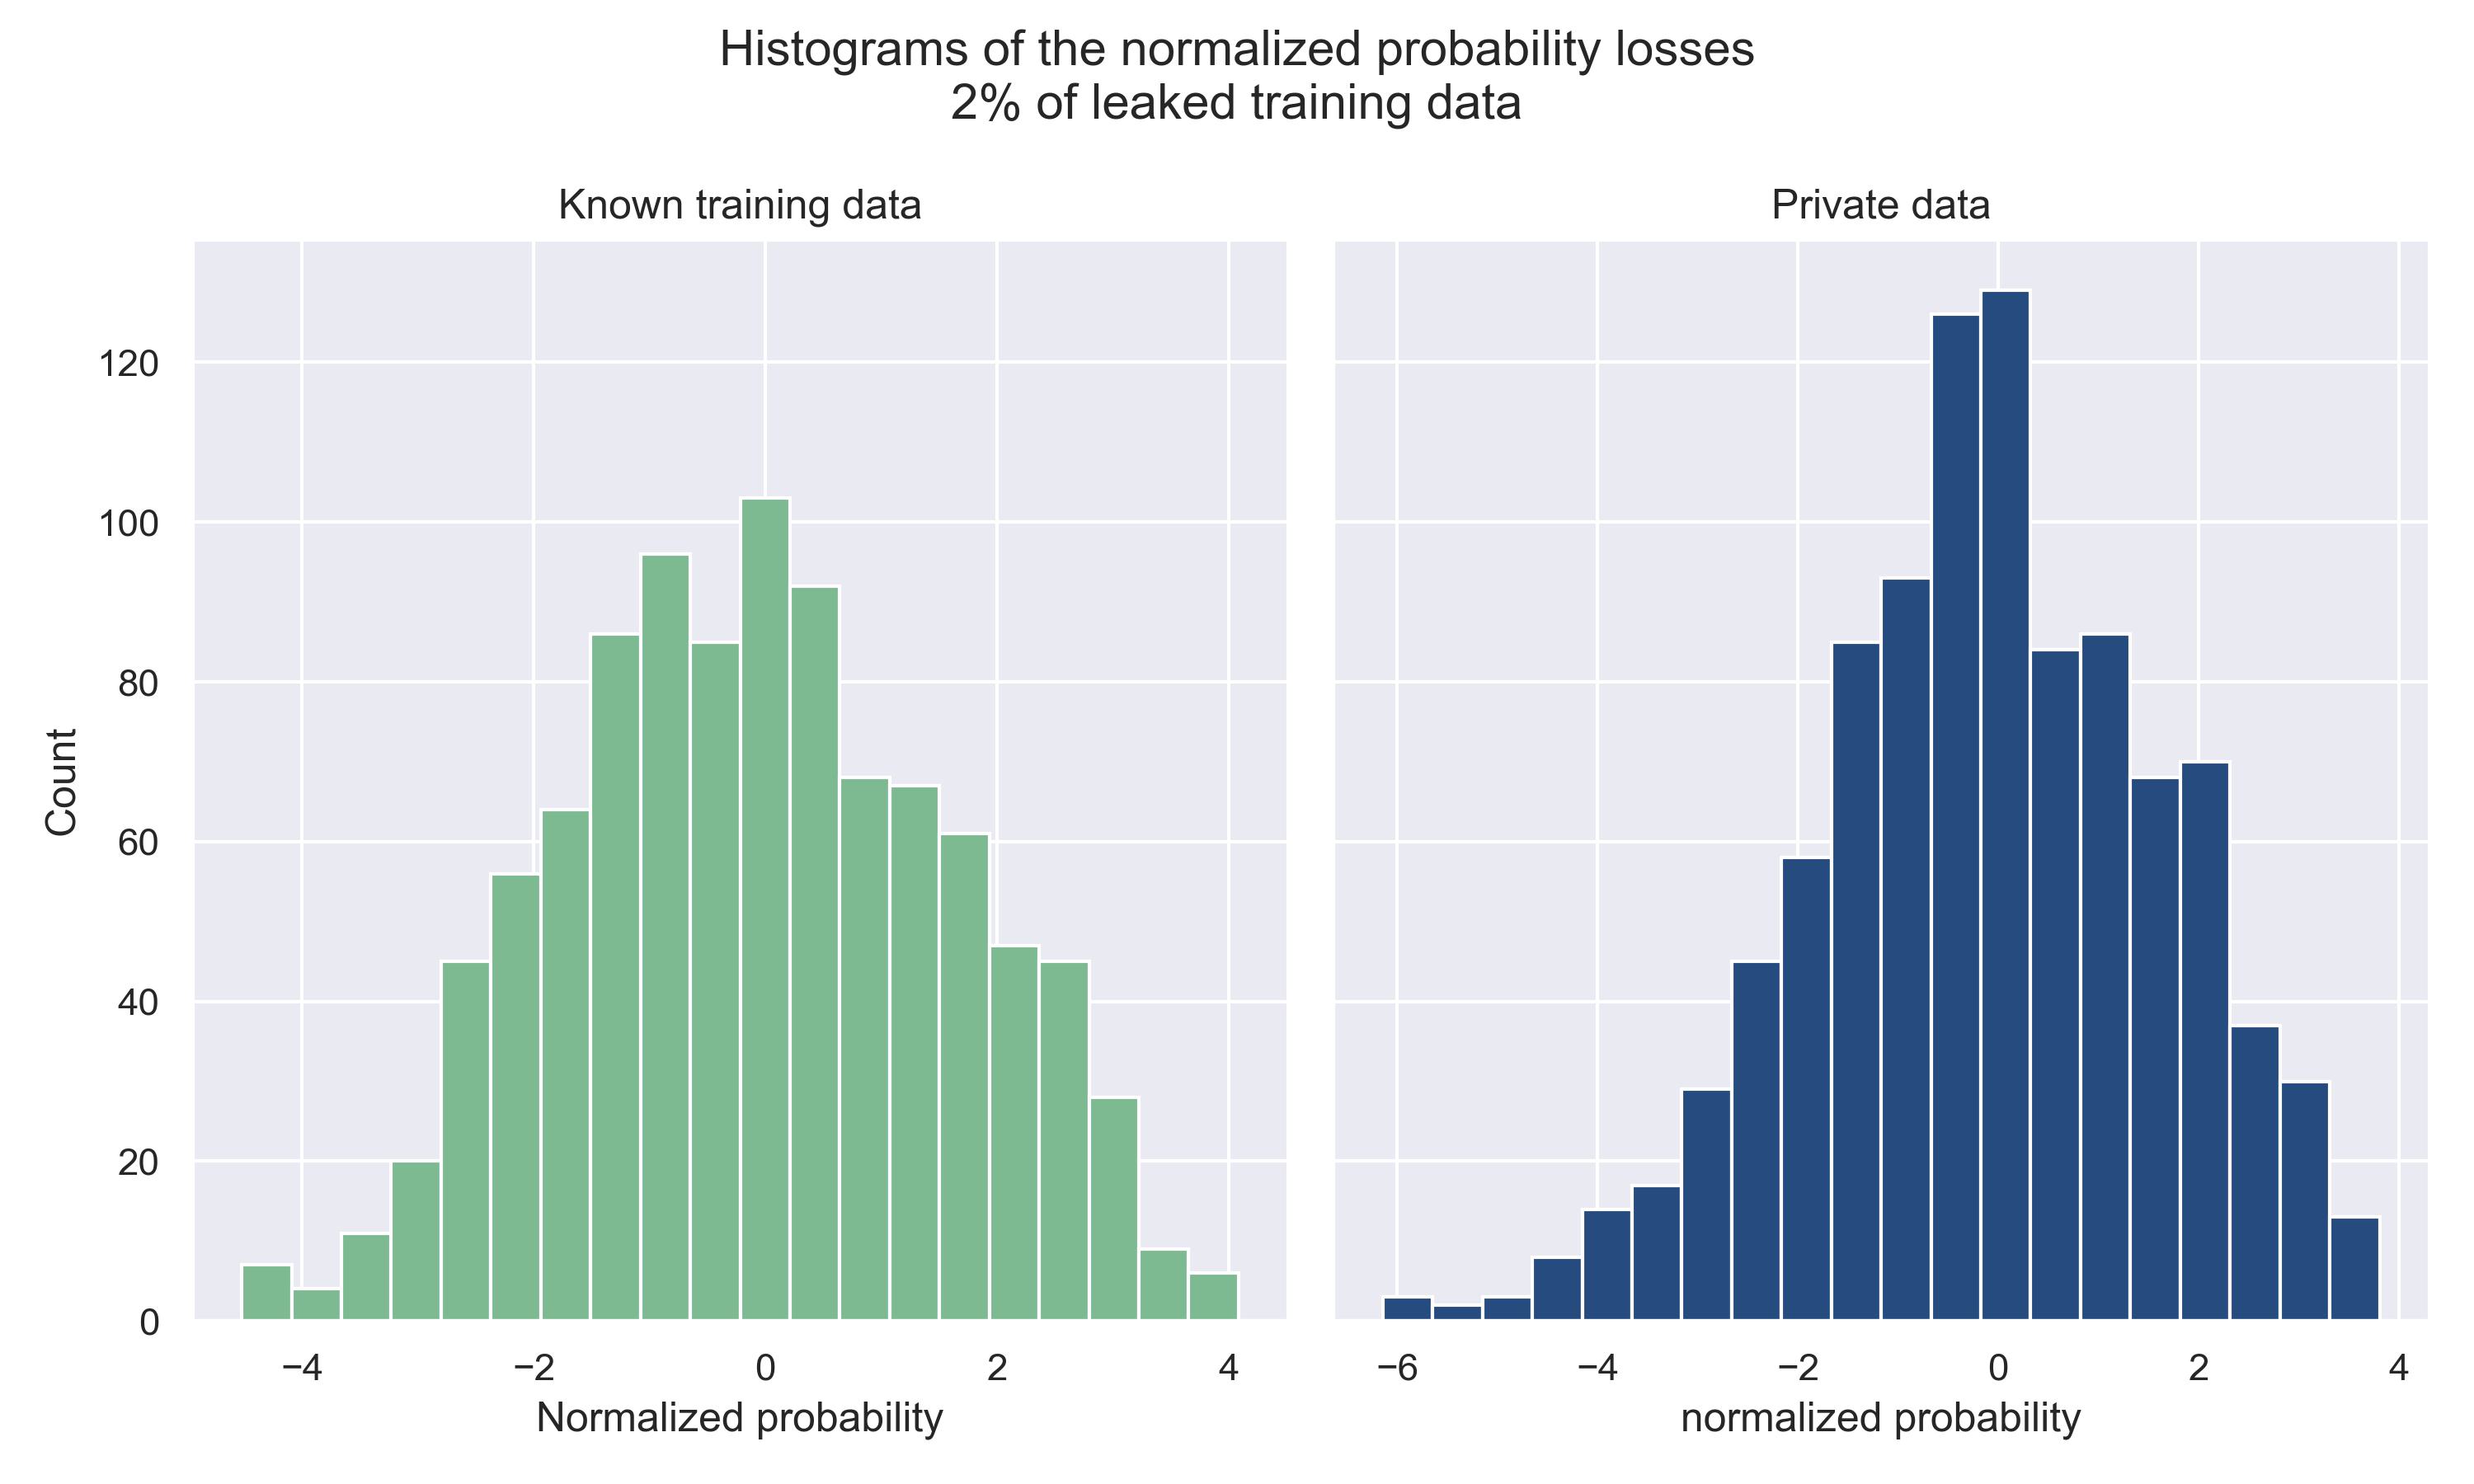 Histograms of the normalized probability losses
2% of leaked training data
Known training data
Private data
Count
120
100
80
60
40
20
0
−4 −2 0 2 4
−6 −4 −2 0 2 4
Normalized probability
normalized probability